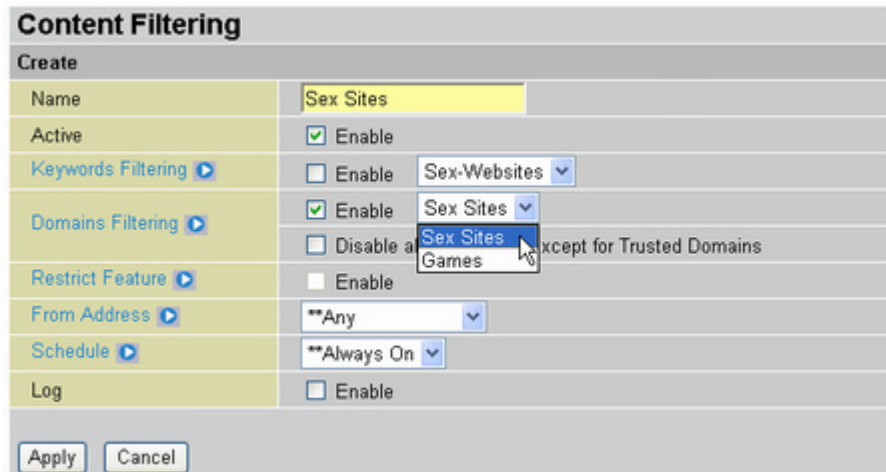 Content Filtering
Create
Name Sex Sites
Active Enable
Keywords Filtering Enable Sex-Websites
Domains Filtering Enable Sex Sites
Disable al Sex Sites xcept for Trusted Domains
Games
Restrict Feature Enable
From Address **Any
Schedule **Always On
Log Enable
Apply Cancel